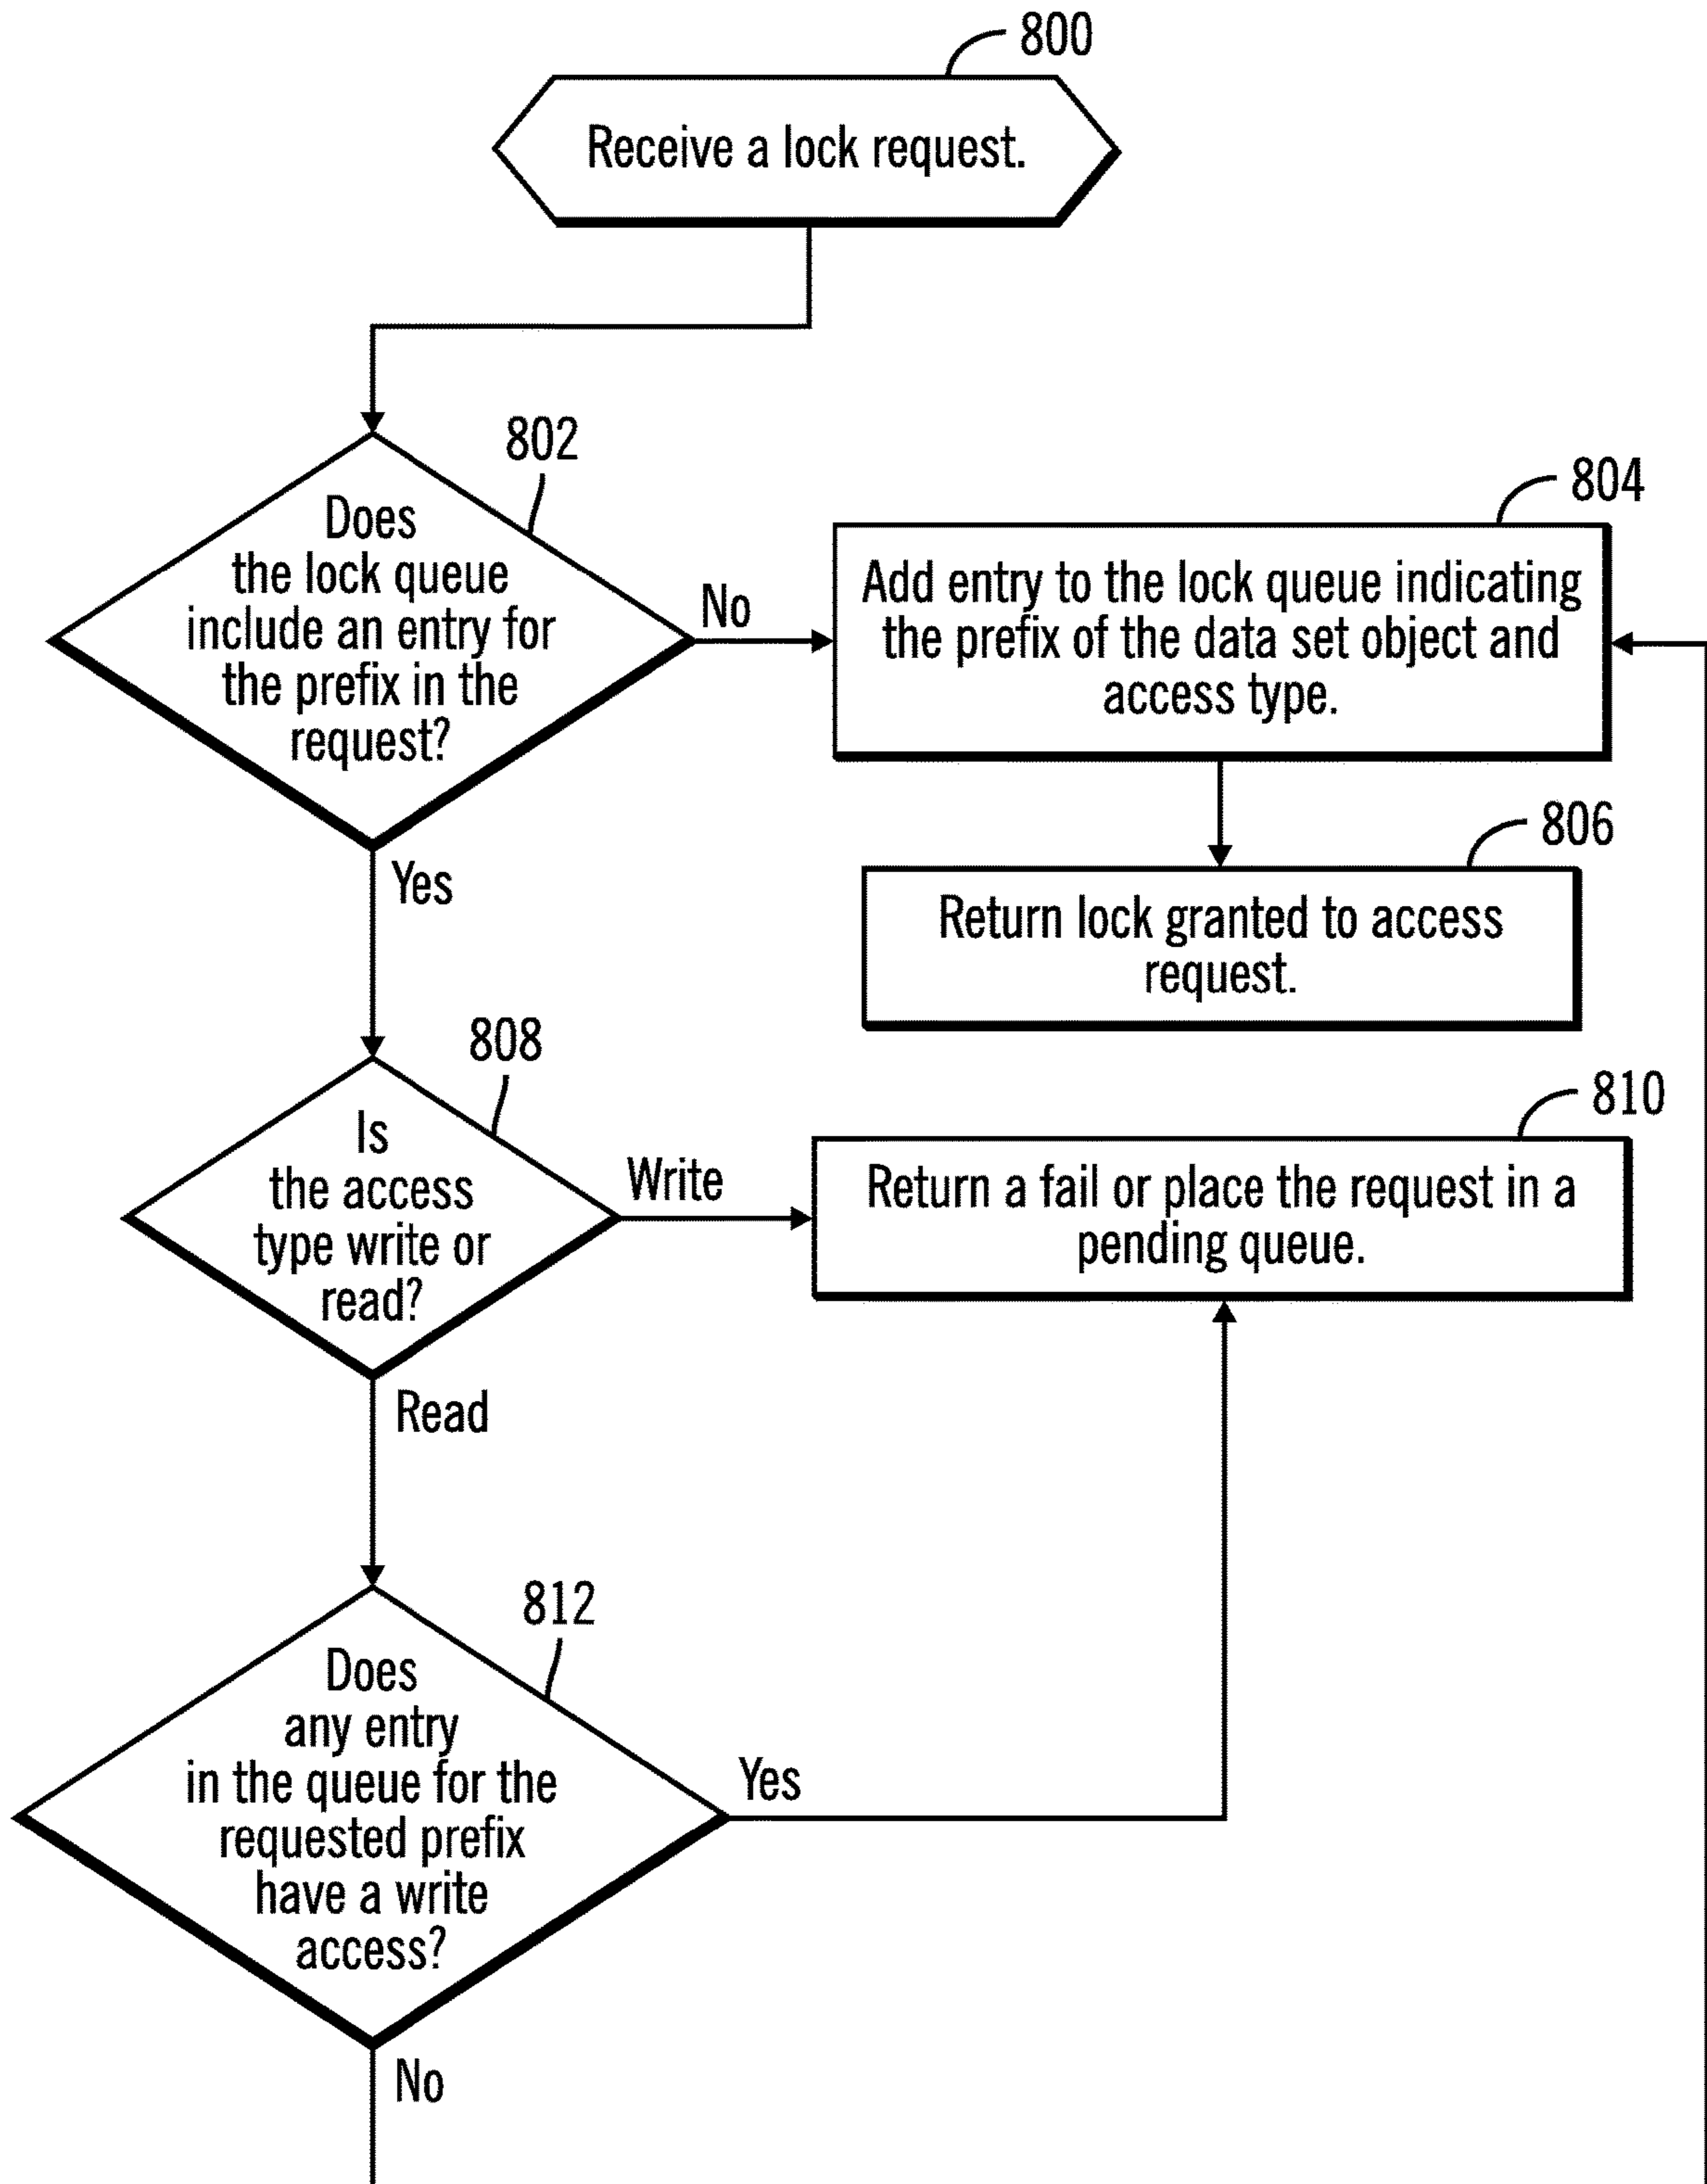 800
Receive a lock request.
802
Does
the lock queue
include an entry for
the prefix in the
request?
No
Yes
804
Add entry to the lock queue indicating
the prefix of the data set object and
access type.
806
Return lock granted to access
request.
808
Is
the access
type write or
read?
Write
Read
810
Return a fail or place the request in a
pending queue.
812
Does
any entry
in the queue for the
requested prefix
have a write
access?
Yes
No